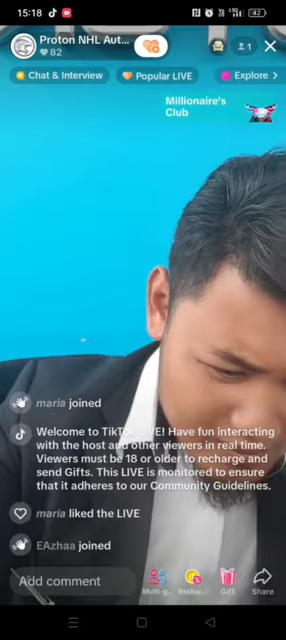 15:18
42
Proton NHL Aut...
82
1
Chat & Interview
Popular LIVE
Explore >
Millionaire's
Club
maria joined
Welcome to TikTok LIVE! Have fun interacting
with the host and other viewers in real time.
Viewers must be 18 or older to recharge and
send Gifts. This LIVE is monitored to ensure
that it adheres to our Community Guidelines.
maria liked the LIVE
EAzhaa joined
Add comment
Multi-g...
Rechar...
Gift
Share